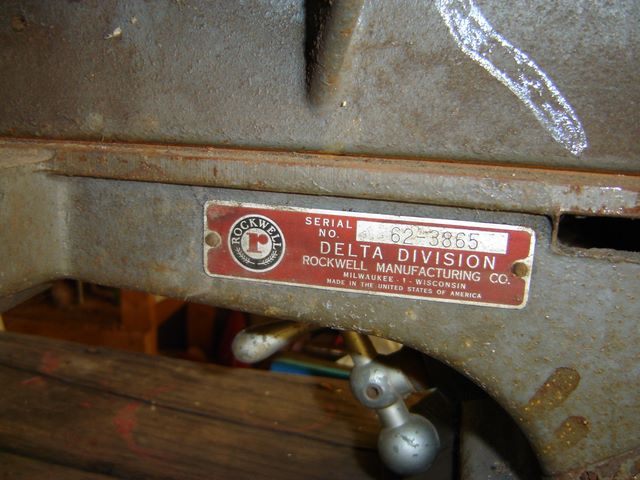 ROCKWELL
r
SERIAL
NO. 62-3865
DELTA DIVISION
ROCKWELL MANUFACTURING CO.
MILWAUKEE - 1 - WISCONSIN
MADE IN THE UNITED STATES OF AMERICA